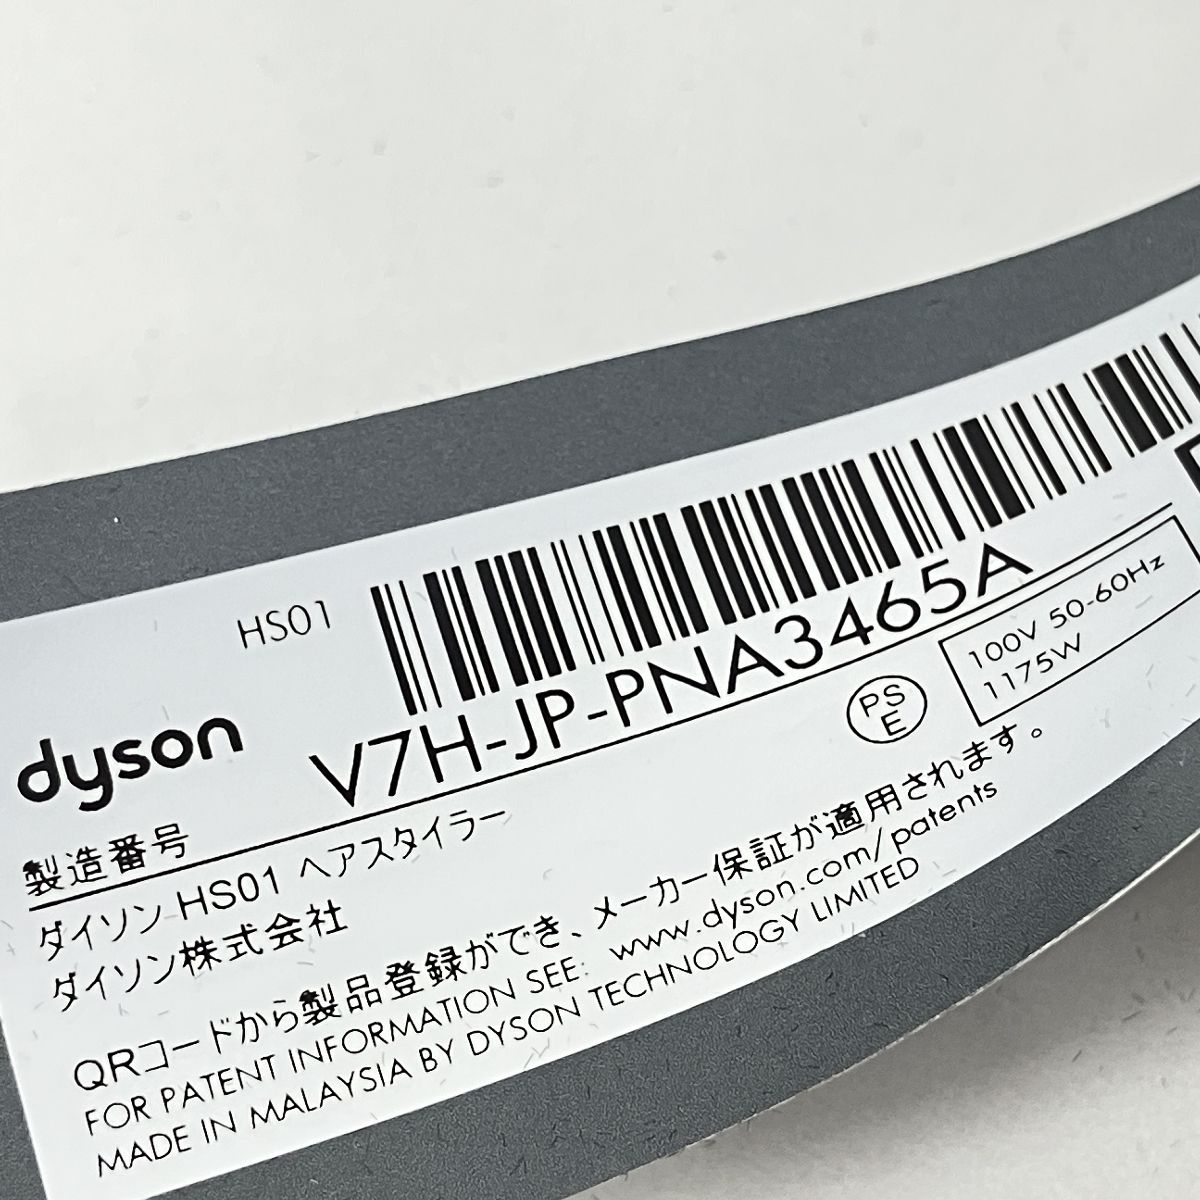 HS01
dyson
製造番号 V7H-JP-PNA3465A
ダイソン HS01 ヘアスタイラー
ダイソン株式会社
PS
E
100V 50-60Hz
1175W
QRコードから製品登録ができ、メーカー保証が適用されます。
FOR PATENT INFORMATION SEE: www.dyson.com/patents
MADE IN MALAYSIA BY DYSON TECHNOLOGY LIMITED